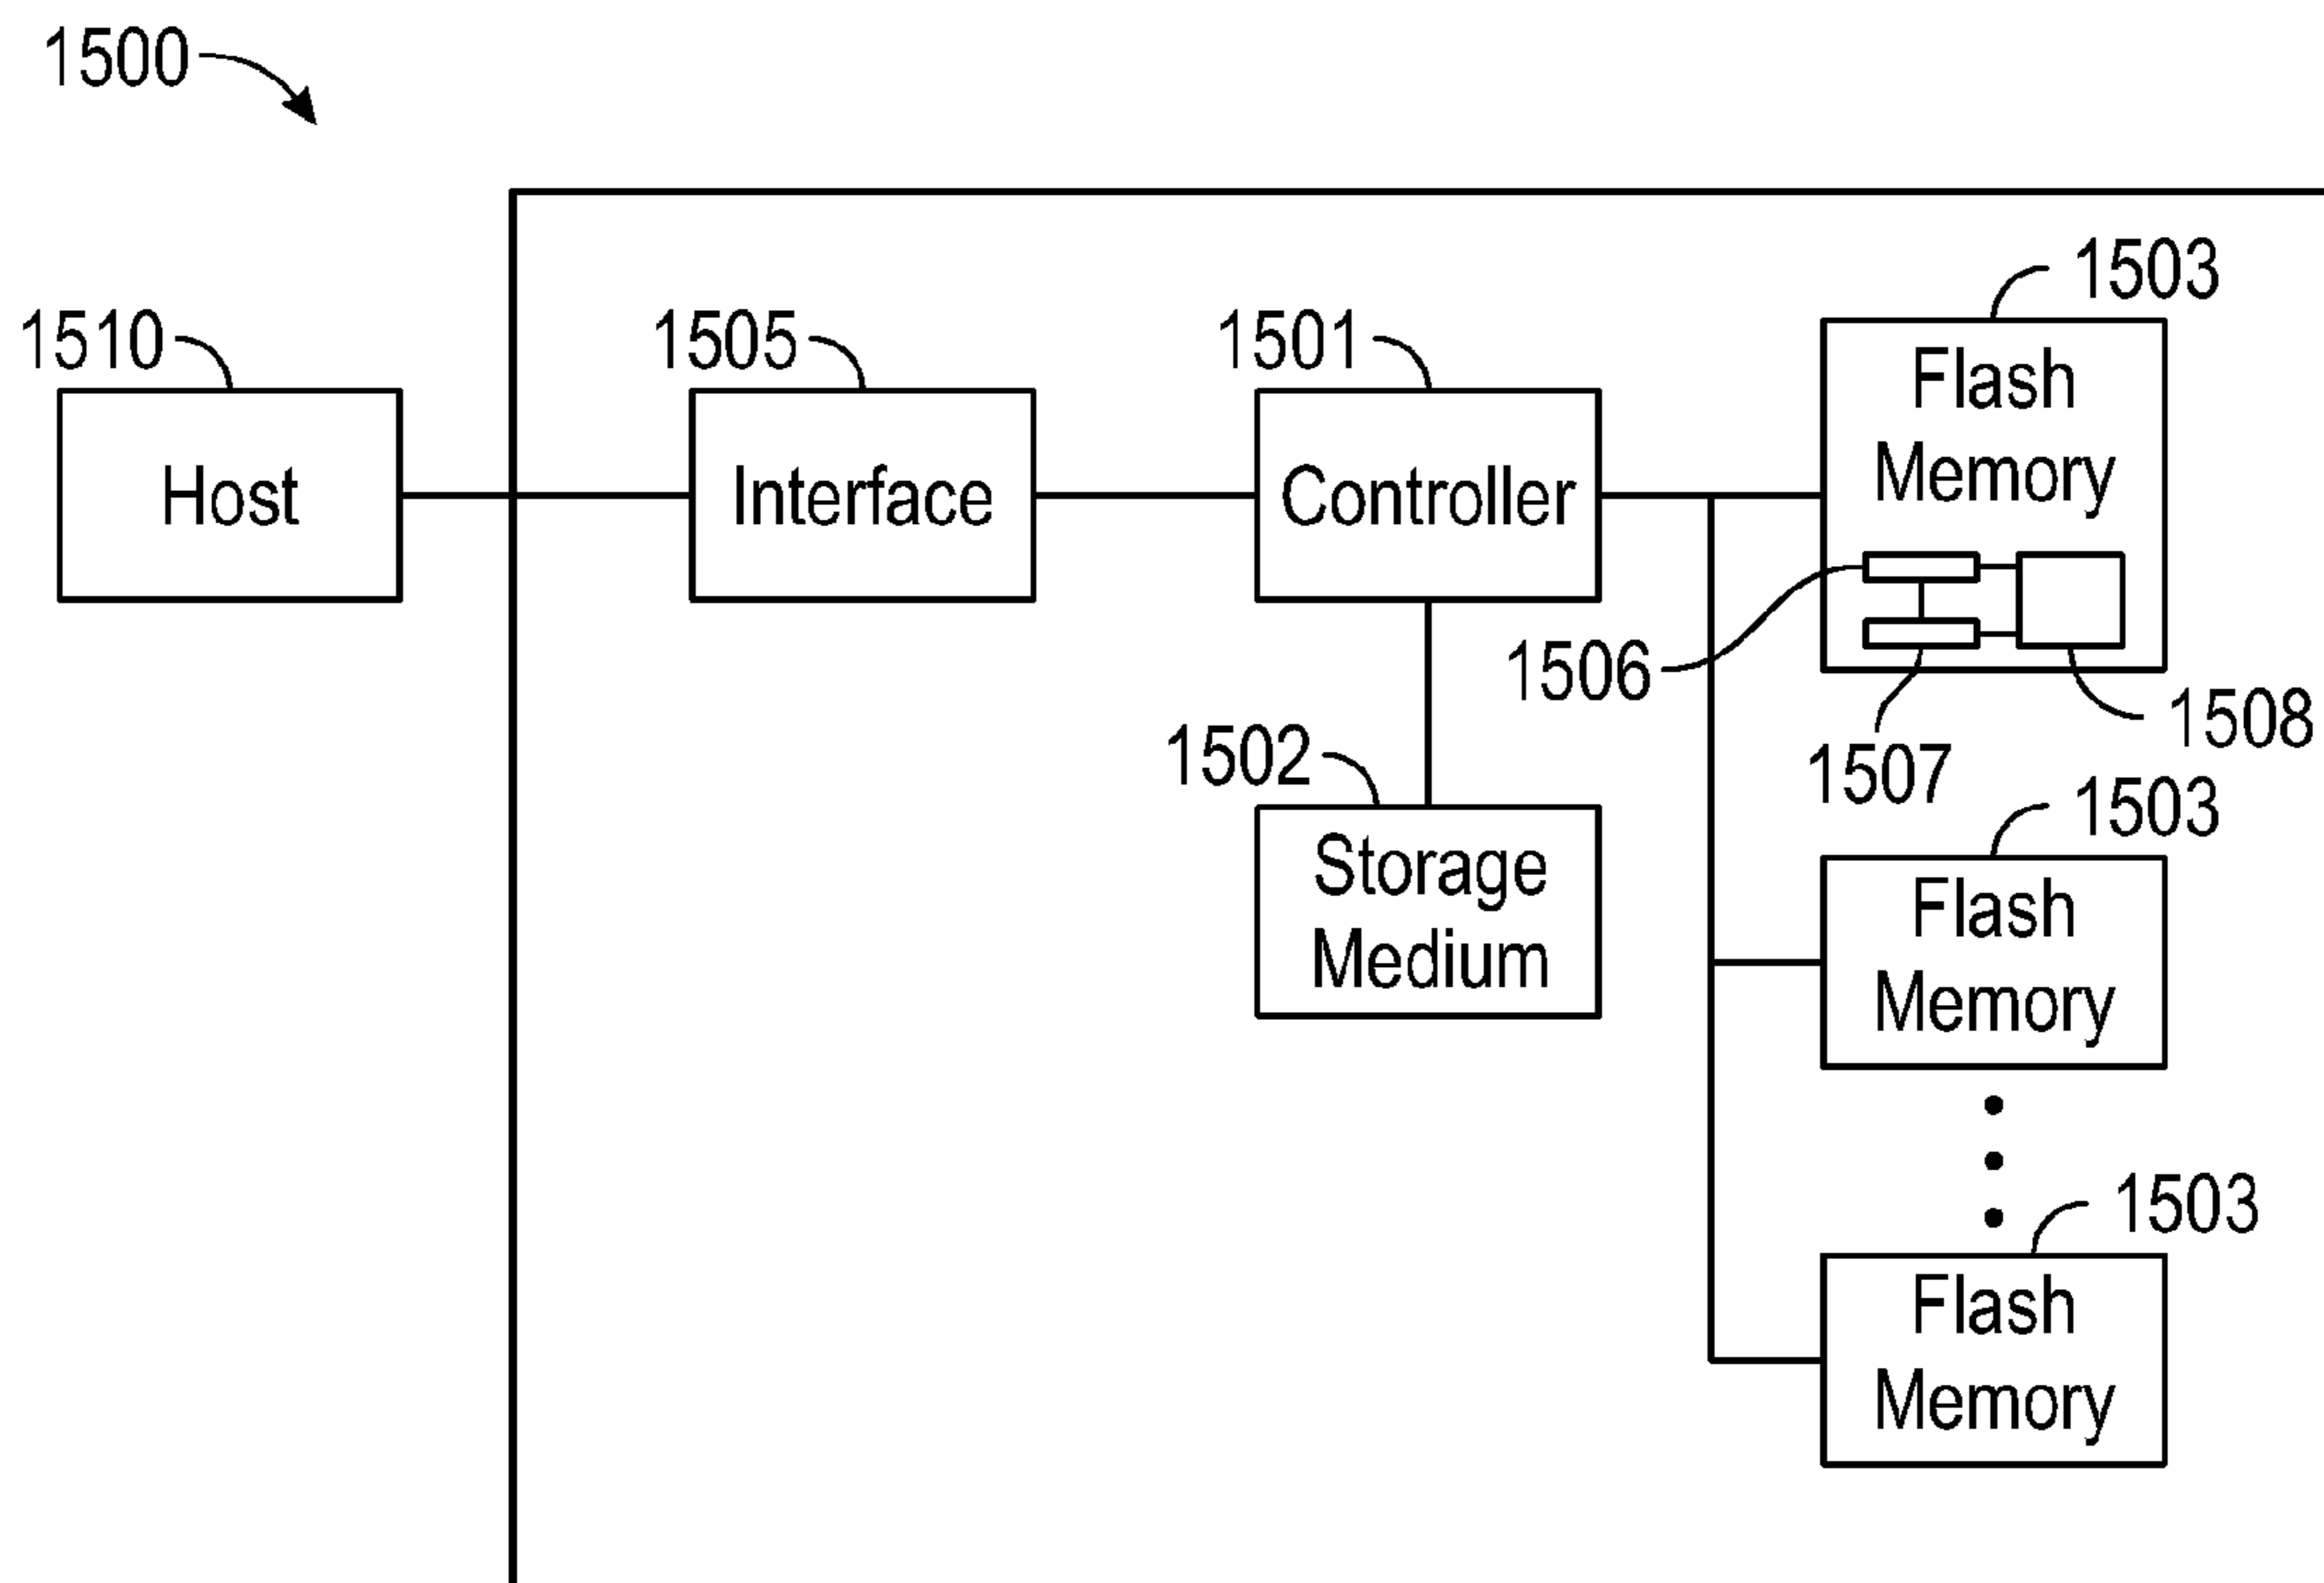 1500
1503
1510
1505
1501
Flash
Memory
Host
Interface
Controller
1506
1508
1507
1502
1503
Storage
Medium
Flash
Memory
1503
Flash
Memory